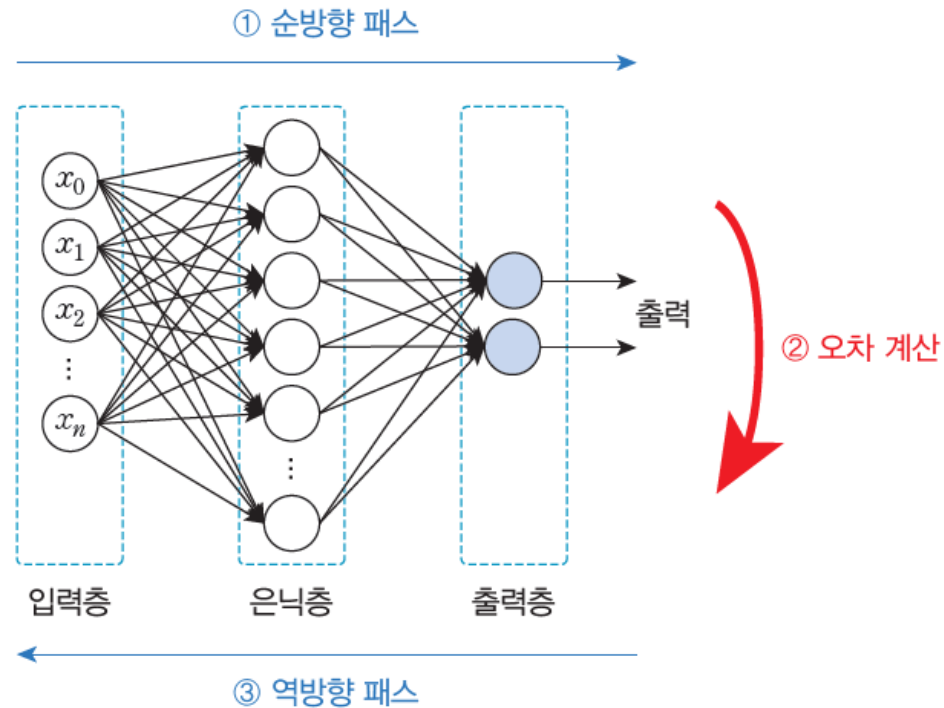 ① 순방향 패스
x₀
x₁
x₂
⋮
xₙ
⋮
출력
② 오차 계산
입력층
은닉층
출력층
③ 역방향 패스